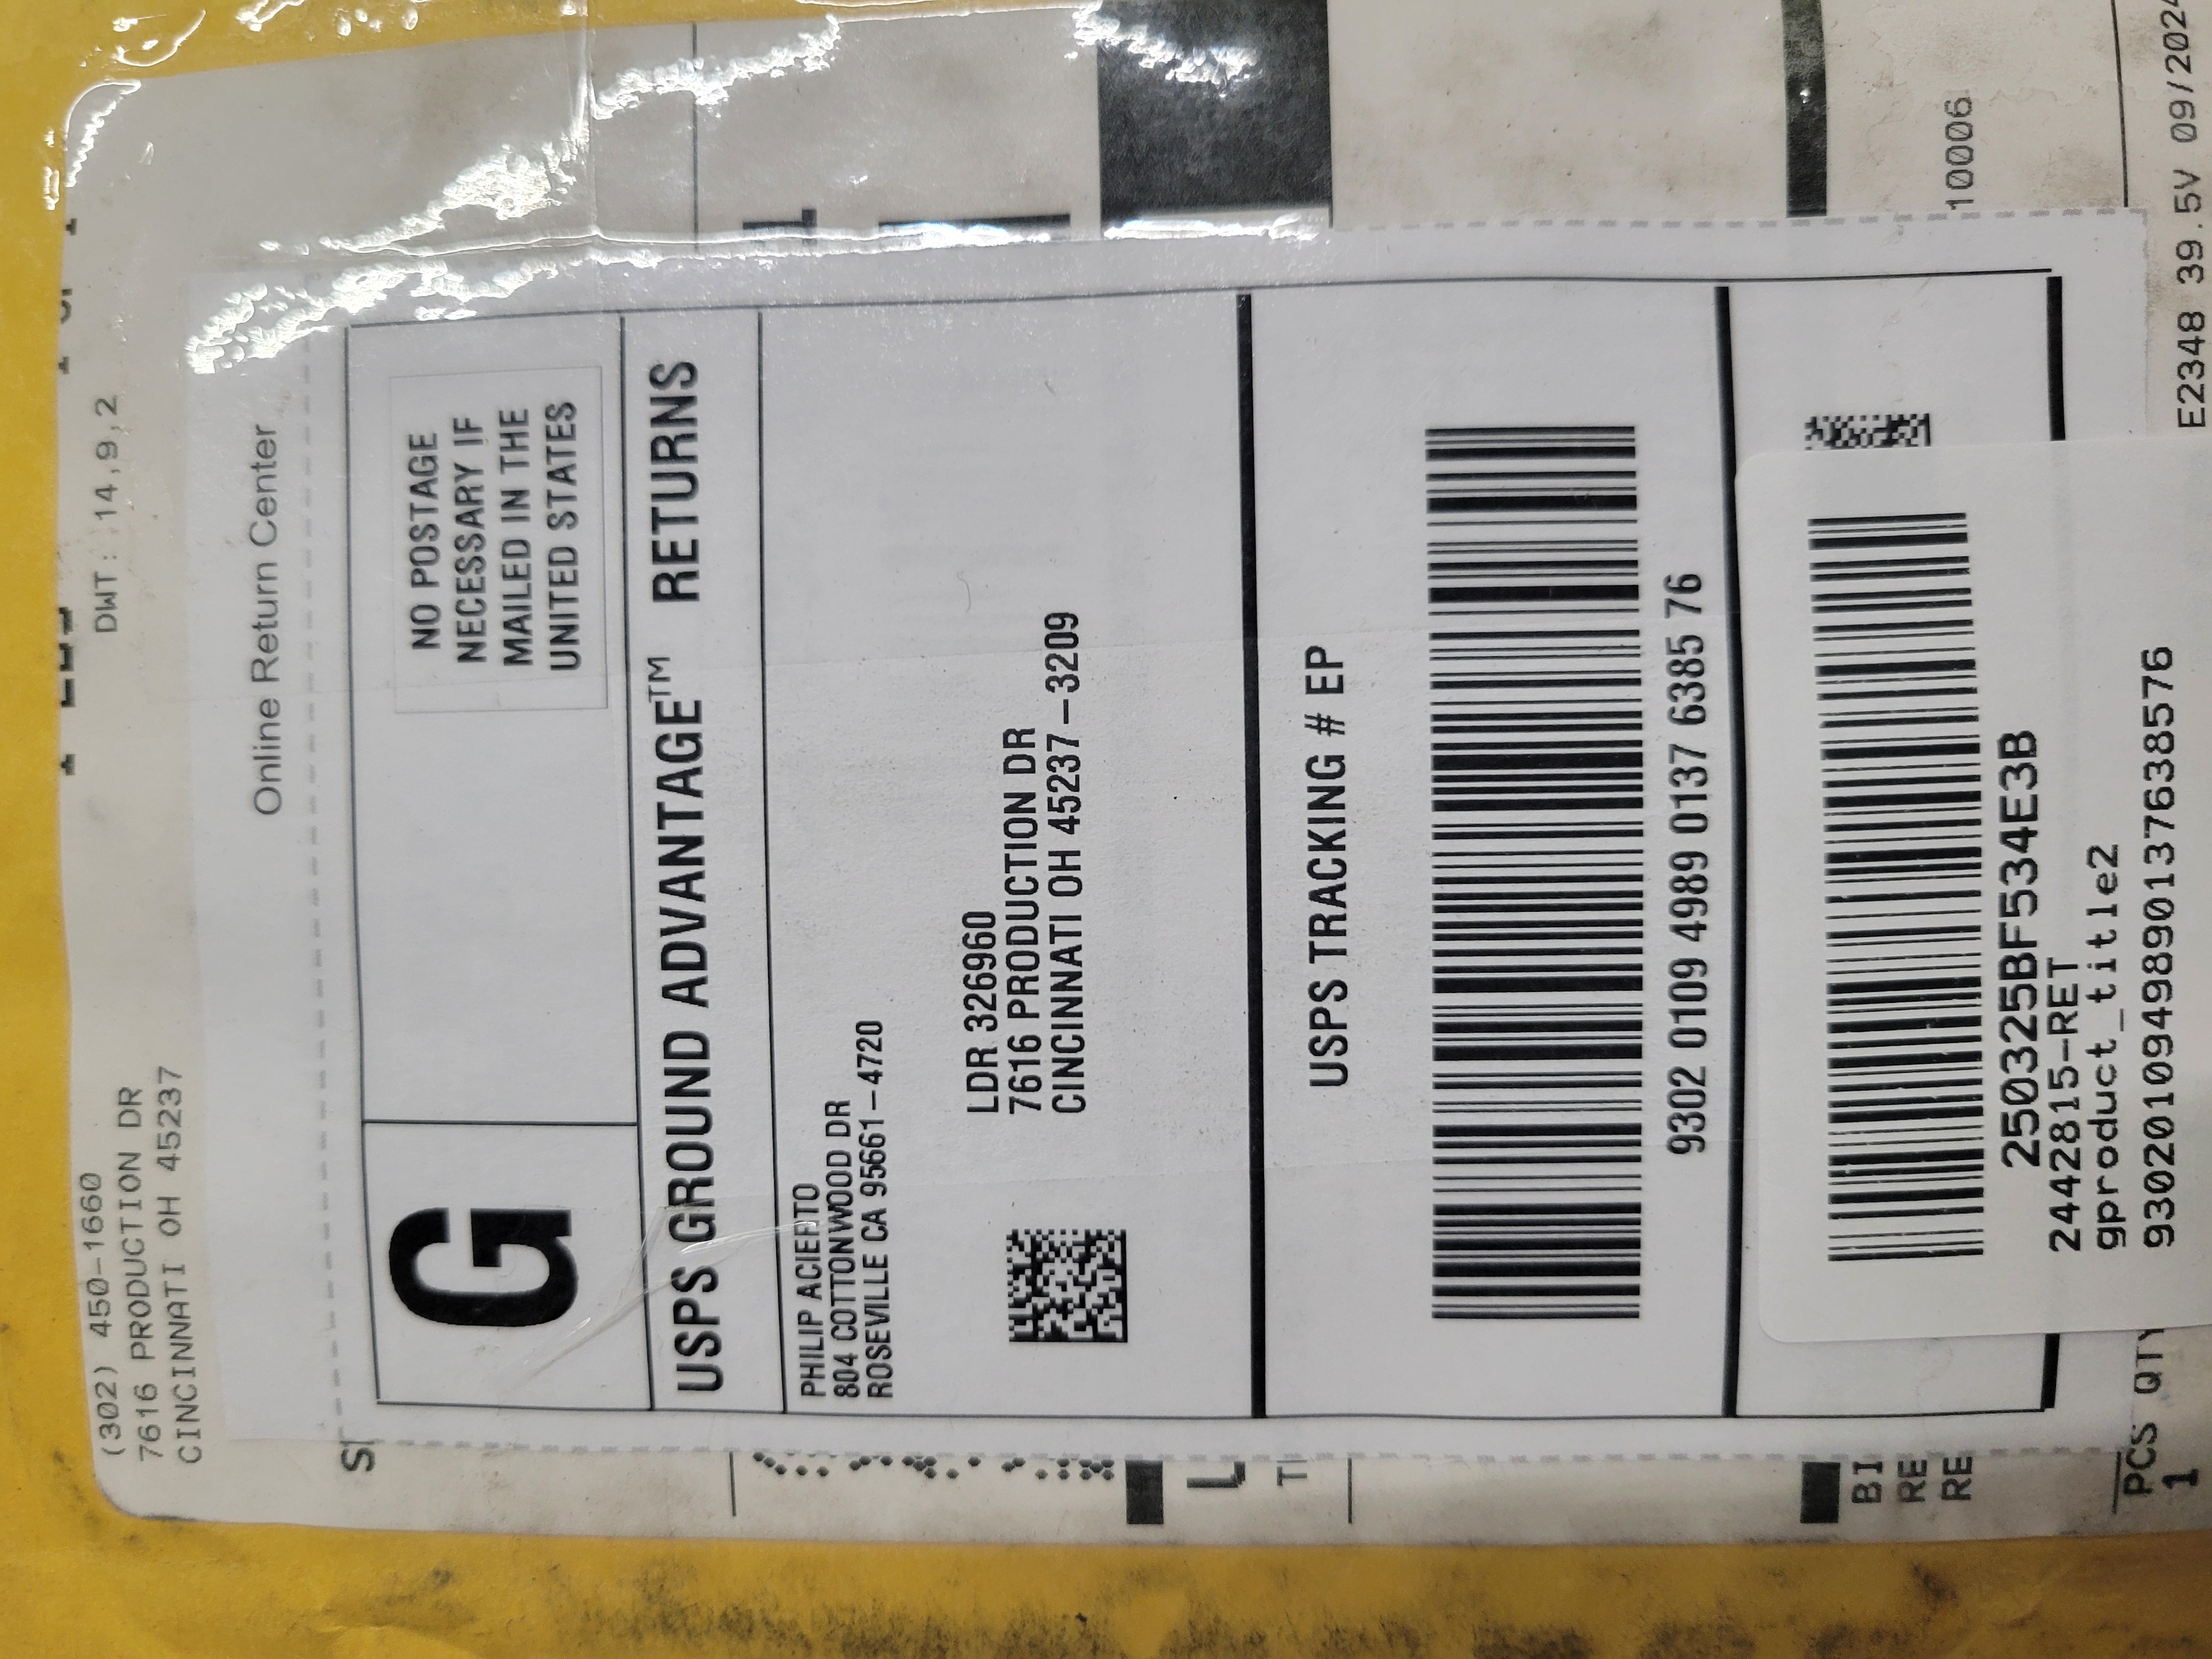 (302) 450-1660
7616 PRODUCTION DR
CINCINNATI OH 45237
DWT: 14,9,2
Online Return Center
G
NO POSTAGE
NECESSARY IF
MAILED IN THE
UNITED STATES
USPS GROUND ADVANTAGE™ RETURNS
PHILIP ACIERTO
804 COTTONWOOD DR
ROSEVILLE CA 95661-4720
LDR 326960
7616 PRODUCTION DR
CINCINNATI OH 45237-3209
USPS TRACKING # EP
9302 0109 4989 0137 6385 76
250325BF534E3B
2442815-RET
gproduct_title2
9302010949890137638576
BI
RE
RE
10006
PCS QTY
1
E2348 39.5V 09/2024